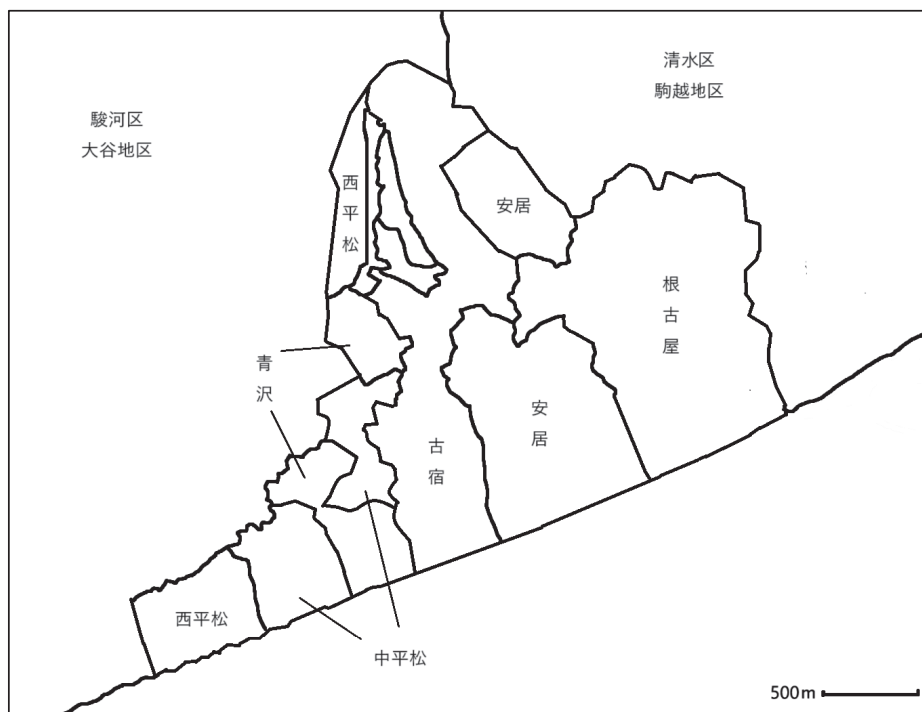 清水区
駒越地区
駿河区
大谷地区
西平松
安居
根古屋
青沢
安居
古宿
西平松
中平松
500m